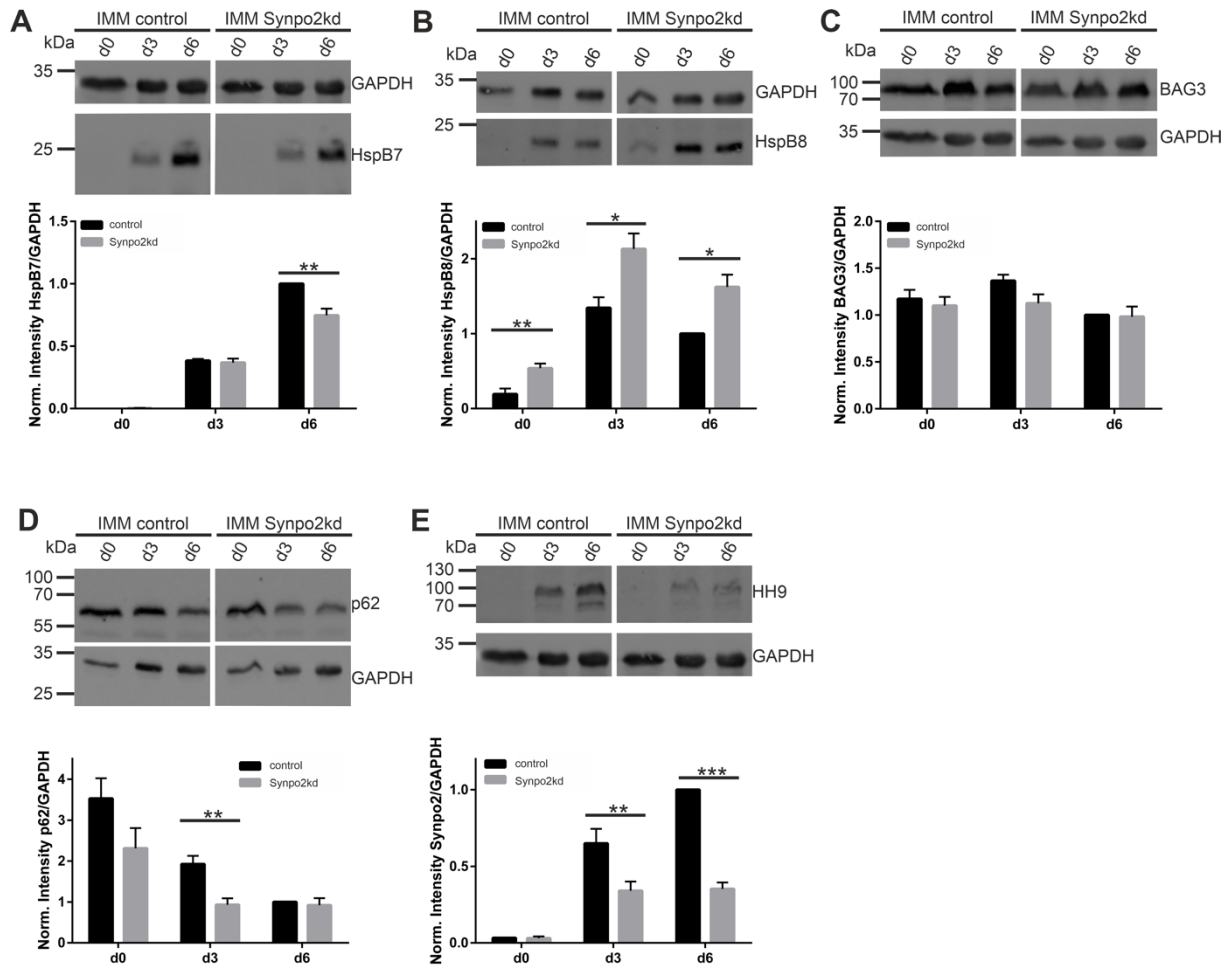 A
IMM control IMM Synpo2kd
kDa d0 d3 d6 d0 d3 d6
35 GAPDH
25 HspB7
Norm. Intensity HspB7/GAPDH
1.5
1.0
0.5
0.0
control
Synpo2kd
**
d0 d3 d6
B
IMM control IMM Synpo2kd
kDa d0 d3 d6 d0 d3 d6
35 GAPDH
25 HspB8
Norm. Intensity HspB8/GAPDH
2
1
0
control
Synpo2kd
** * *
d0 d3 d6
C
IMM control IMM Synpo2kd
kDa d0 d3 d6 d0 d3 d6
100 BAG3
70
35 GAPDH
Norm. Intensity BAG3/GAPDH
2.0
1.5
1.0
0.5
0.0
control
Synpo2kd
d0 d3 d6
D
IMM control IMM Synpo2kd
kDa d0 d3 d6 d0 d3 d6
100
70 p62
55
35 GAPDH
25
Norm. Intensity p62/GAPDH
4
3
2
1
0
control
Synpo2kd
**
d0 d3 d6
E
IMM control IMM Synpo2kd
kDa d0 d3 d6 d0 d3 d6
130
100 HH9
70
35 GAPDH
Norm. Intensity Synpo2/GAPDH
1.0
0.5
0.0
control
Synpo2kd
** ***
d0 d3 d6